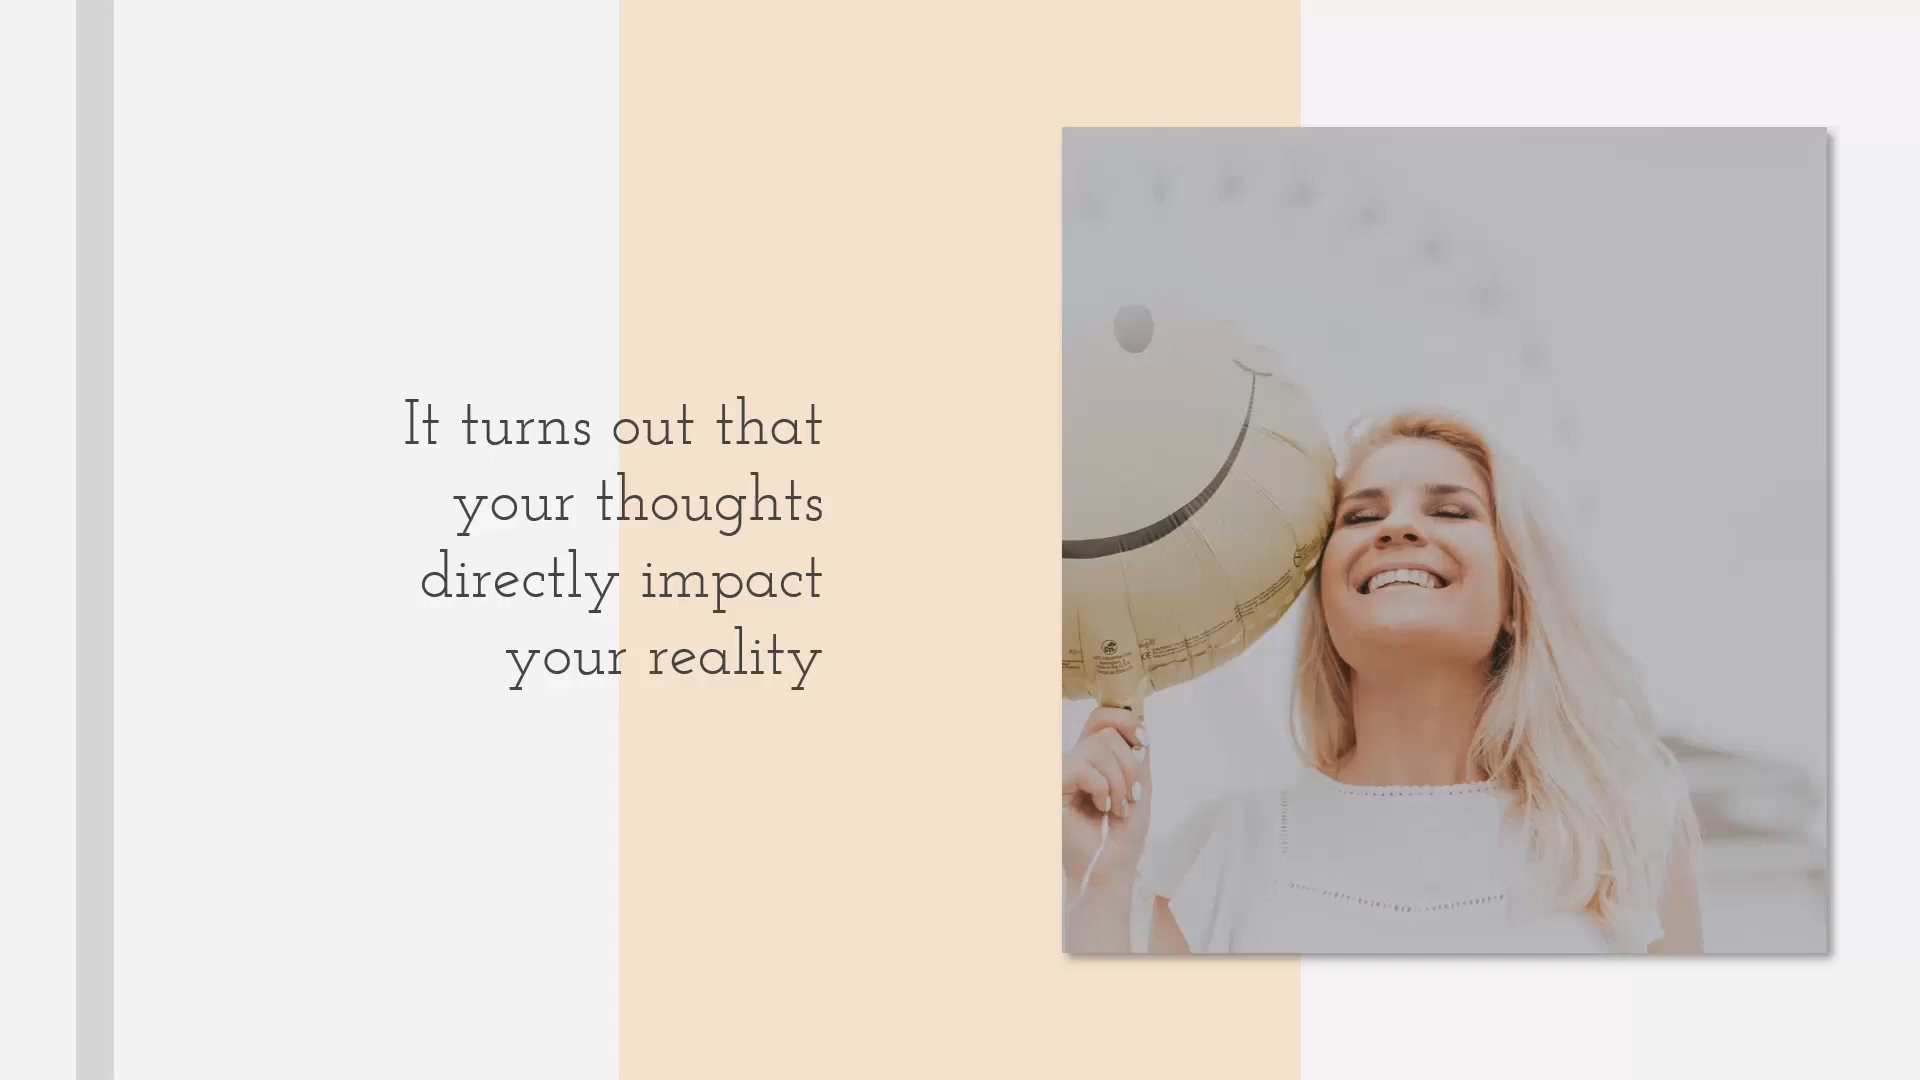 It turns out that
your thoughts
directly impact
your reality